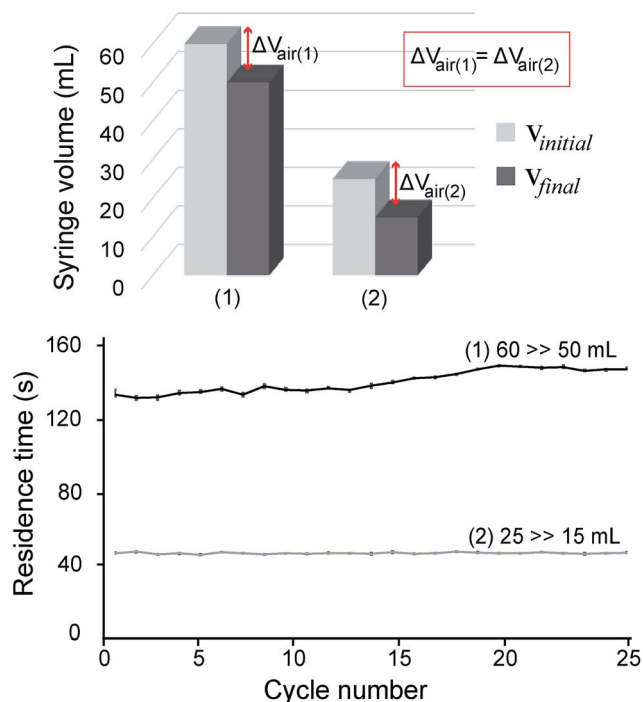 Syringe volume (mL)
60
50
40
30
20
10
0
ΔVair(1)
ΔVair(2)
ΔVair(1)= ΔVair(2)
Vinitial
Vfinal
(1)
(2)
Residence time (s)
160
120
80
40
0
(1) 60 >> 50 mL
(2) 25 >> 15 mL
0 5 10 15 20 25
Cycle number